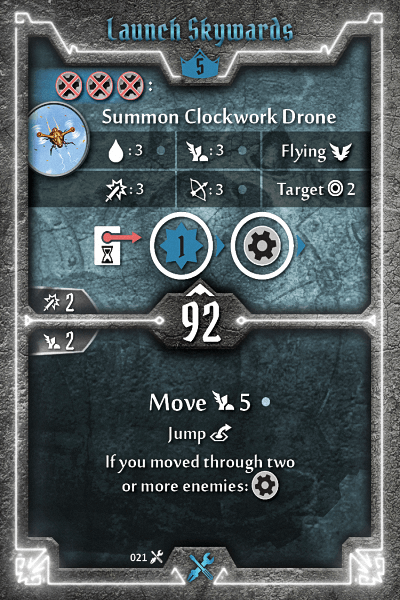 Launch Skywards
5
:
Summon Clockwork Drone
: 3 : 3 Flying
: 3 : 3 Target 2
1
2
92
2
Move 5
Jump
If you moved through two
or more enemies:
021